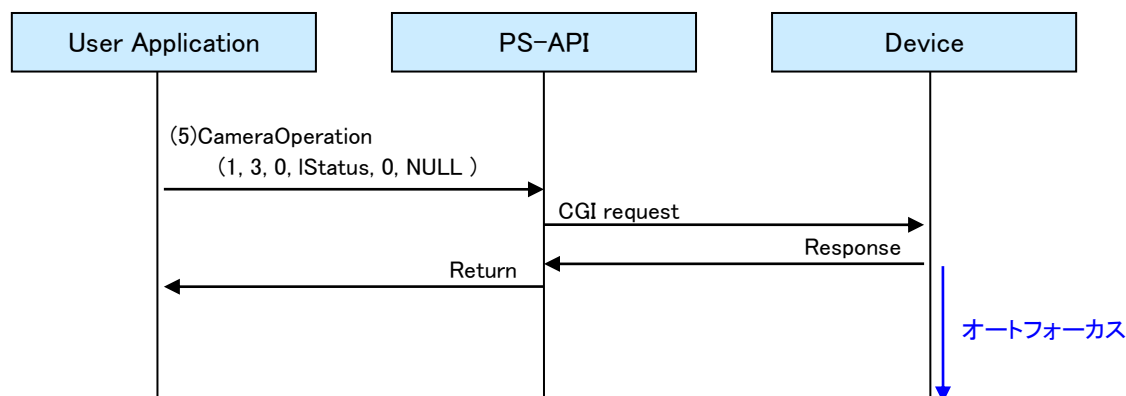 User Application
PS-API
Device
(5)CameraOperation
(1, 3, 0, lStatus, 0, NULL )
CGI request
Response
Return
オートフォーカス